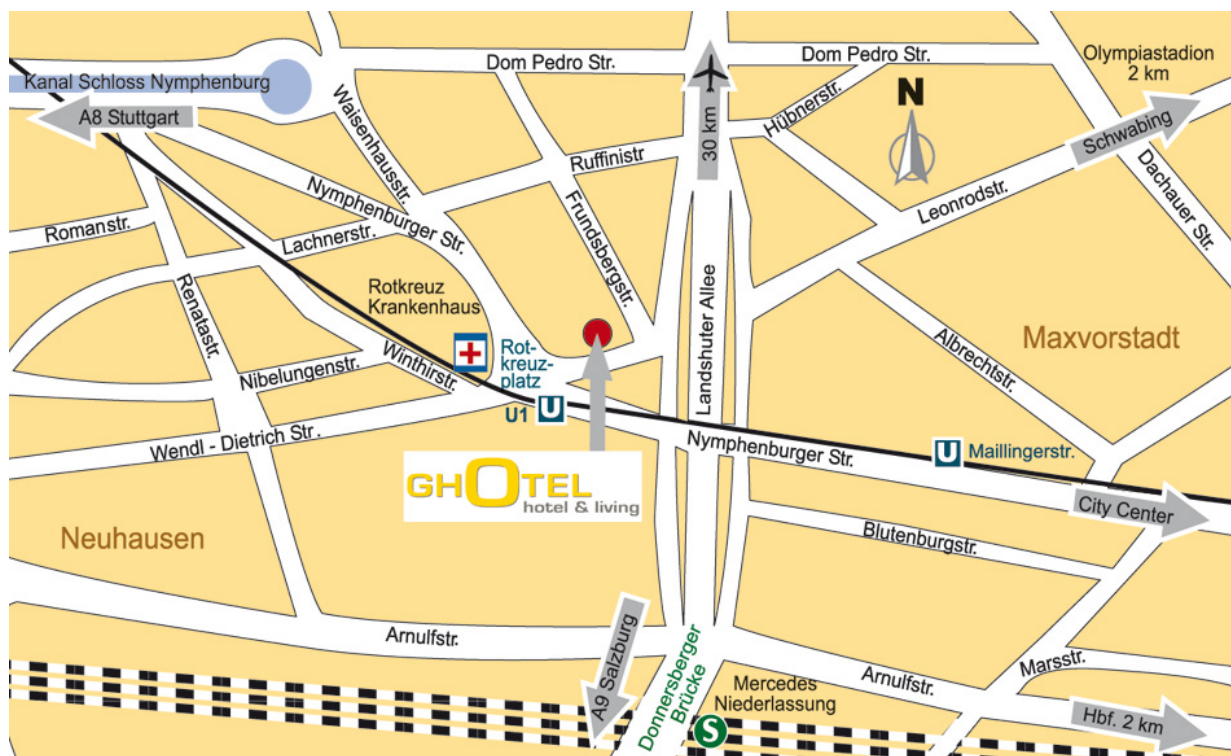 Dom Pedro Str.
Dom Pedro Str.
Olympiastadion
2 km
Kanal Schloss Nymphenburg
A8 Stuttgart
Waisenhausstr.
30 km
Hübnerstr.
N
Schwabing
Ruffinistr
Nymphenburger Str.
Frundsbergstr.
Leonrodstr.
Dachauer Str.
Romanstr.
Lachnerstr.
Renatastr.
Rotkreuz
Krankenhaus
Landshuter Allee
Albrechtstr.
Maxvorstadt
Rot-
kreuz-
platz
Nibelungenstr.
Winthirstr.
U1
U
Wendl - Dietrich Str.
Nymphenburger Str.
U
Maillingerstr.
GHOTEL
hotel & living
City Center
Neuhausen
Blutenburgstr.
Arnulfstr.
A9 Salzburg
Donnersberger
Brücke
Mercedes
Niederlassung
S
Arnulfstr.
Marsstr.
Hbf. 2 km